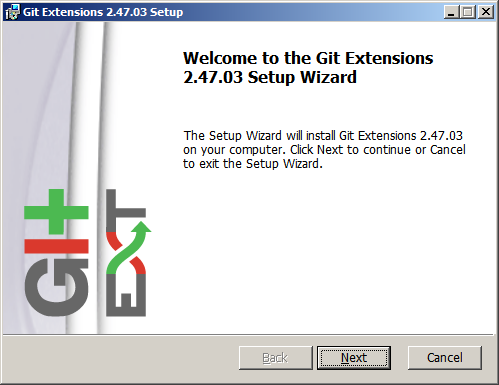 Git Extensions 2.47.03 Setup
Welcome to the Git Extensions
2.47.03 Setup Wizard
The Setup Wizard will install Git Extensions 2.47.03
on your computer. Click Next to continue or Cancel
to exit the Setup Wizard.
GIT
EXT
Back
Next
Cancel